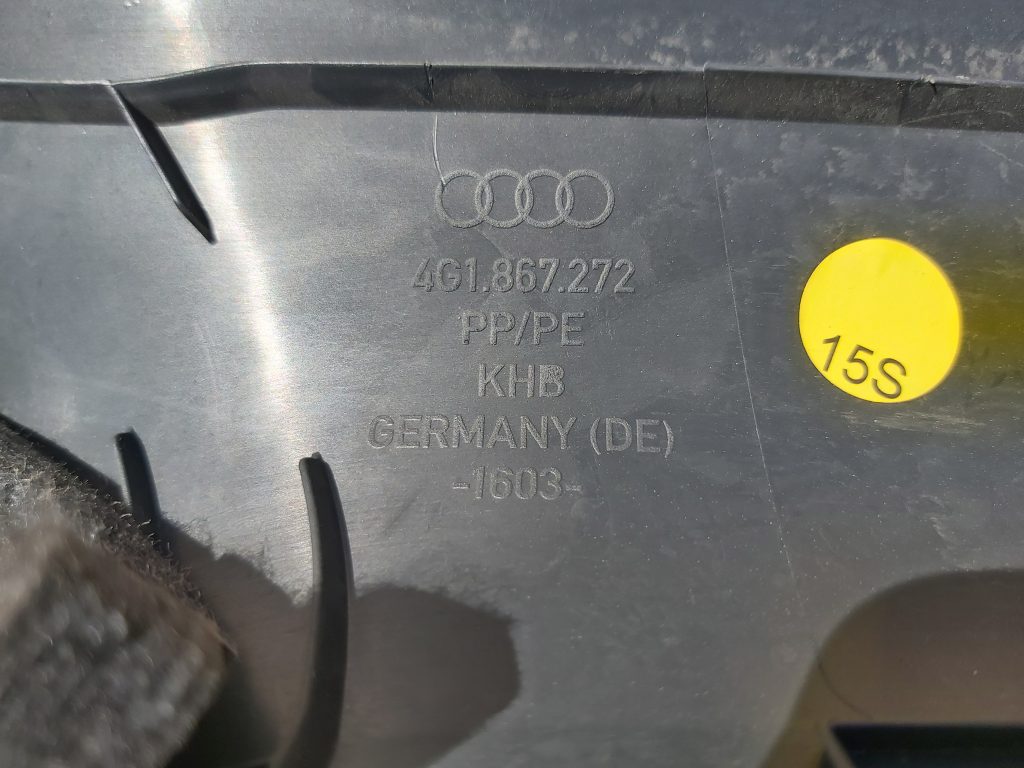 4G1.867.272
PP/PE
KHB
GERMANY (DE)
-1603-
15S